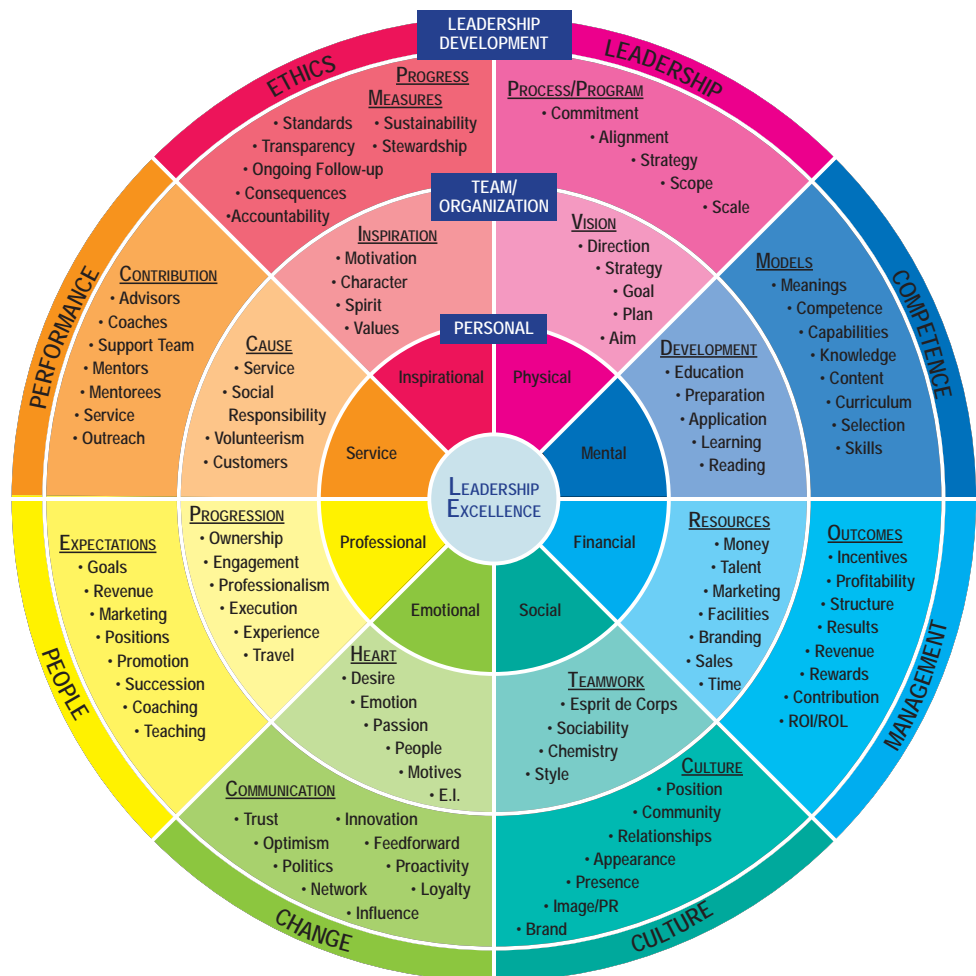 LEADERSHIP
DEVELOPMENT
ETHICS
PROGRESS
MEASURES
• Standards
• Transparency
• Ongoing Follow-up
• Consequences
•Accountability
• Sustainability
• Stewardship
LEADERSHIP
PROCESS/PROGRAM
• Commitment
• Alignment
• Strategy
• Scope
• Scale
TEAM/
ORGANIZATION
INSPIRATION
• Motivation
• Character
• Spirit
• Values
VISION
• Direction
• Strategy
• Goal
• Plan
• Aim
PERSONAL
Inspirational
Physical
COMPETENCE
MODELS
• Meanings
• Competence
• Capabilities
• Knowledge
• Content
• Curriculum
• Selection
• Skills
DEVELOPMENT
• Education
• Preparation
• Application
• Learning
• Reading
Mental
PERFORMANCE
CONTRIBUTION
• Advisors
• Coaches
• Support Team
• Mentors
• Mentorees
• Service
• Outreach
CAUSE
• Service
• Social
Responsibility
• Volunteerism
• Customers
Service
LEADERSHIP
EXCELLENCE
PEOPLE
EXPECTATIONS
• Goals
• Revenue
• Marketing
• Positions
• Promotion
• Succession
• Coaching
• Teaching
PROGRESSION
• Ownership
• Engagement
• Professionalism
• Execution
• Experience
• Travel
Professional
Financial
RESOURCES
• Money
• Talent
• Marketing
• Facilities
• Branding
• Sales
• Time
OUTCOMES
• Incentives
• Profitability
• Structure
• Results
• Revenue
• Rewards
• Contribution
• ROI/ROL
MANAGEMENT
Emotional
Social
HEART
• Desire
• Emotion
• Passion
• People
• Motives
• E.I.
TEAMWORK
• Esprit de Corps
• Sociability
• Chemistry
• Style
COMMUNICATION
• Trust
• Optimism
• Politics
• Network
• Influence
• Innovation
• Feedforward
• Proactivity
• Loyalty
CHANGE
CULTURE
• Position
• Community
• Relationships
• Appearance
• Presence
• Image/PR
• Brand
CULTURE